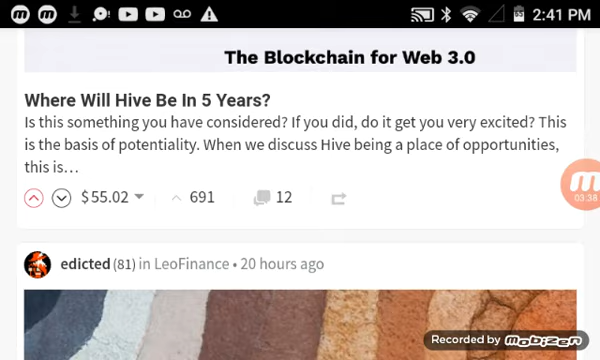 2:41 PM
The Blockchain for Web 3.0
Where Will Hive Be In 5 Years?
Is this something you have considered? If you did, do it get you very excited? This
is the basis of potentiality. When we discuss Hive being a place of opportunities,
this is…
$55.02 691 12
03:38
edicted (81) in LeoFinance • 20 hours ago
Recorded by mobizen